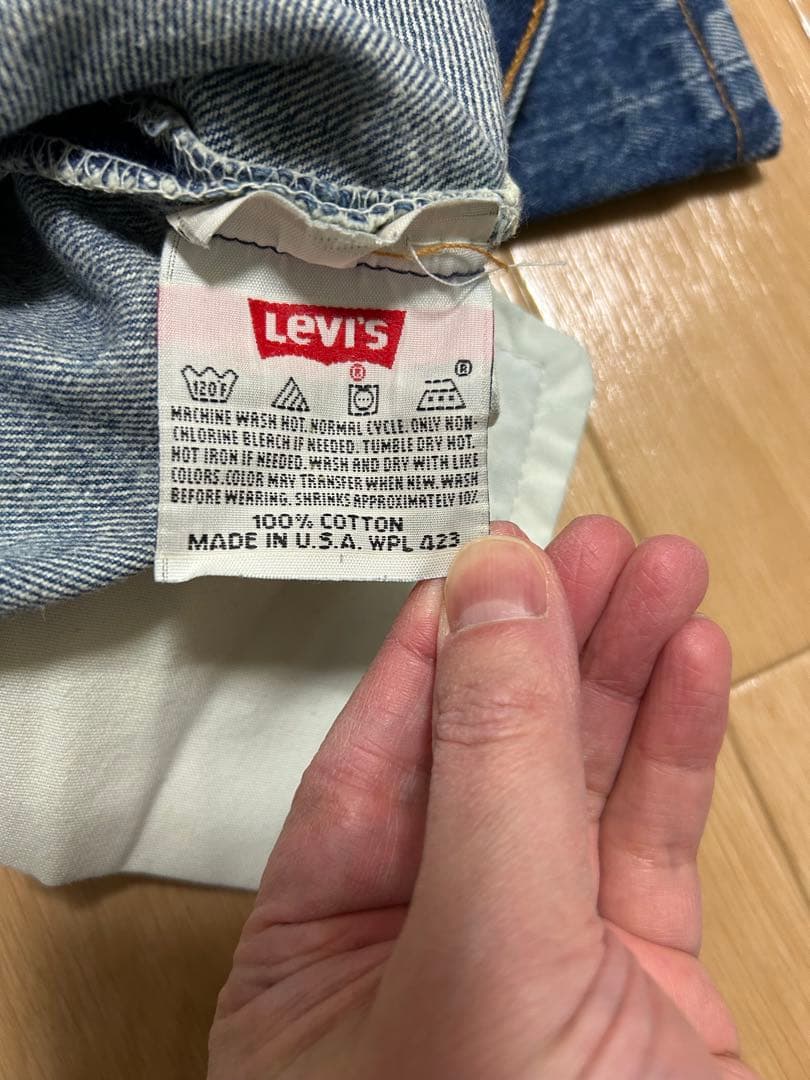 LEVI'S
®
®
120F
MACHINE WASH HOT. NORMAL CYCLE. ONLY NON-
CHLORINE BLEACH IF NEEDED. TUMBLE DRY HOT.
HOT IRON IF NEEDED. WASH AND DRY WITH LIKE
COLORS. COLOR MAY TRANSFER WHEN NEW. WASH
BEFORE WEARING. SHRINKS APPROXIMATELY 10%
100% COTTON
MADE IN U.S.A. WPL 423